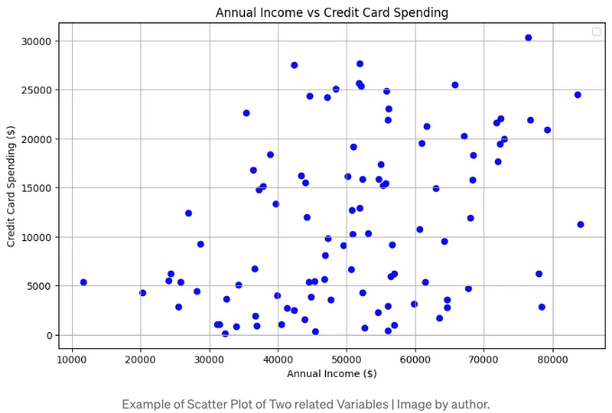 Annual Income vs Credit Card Spending
30000
25000
20000
15000
10000
5000
0
Credit Card Spending ($)
10000 20000 30000 40000 50000 60000 70000 80000
Annual Income ($)
Example of Scatter Plot of Two related Variables | Image by author.